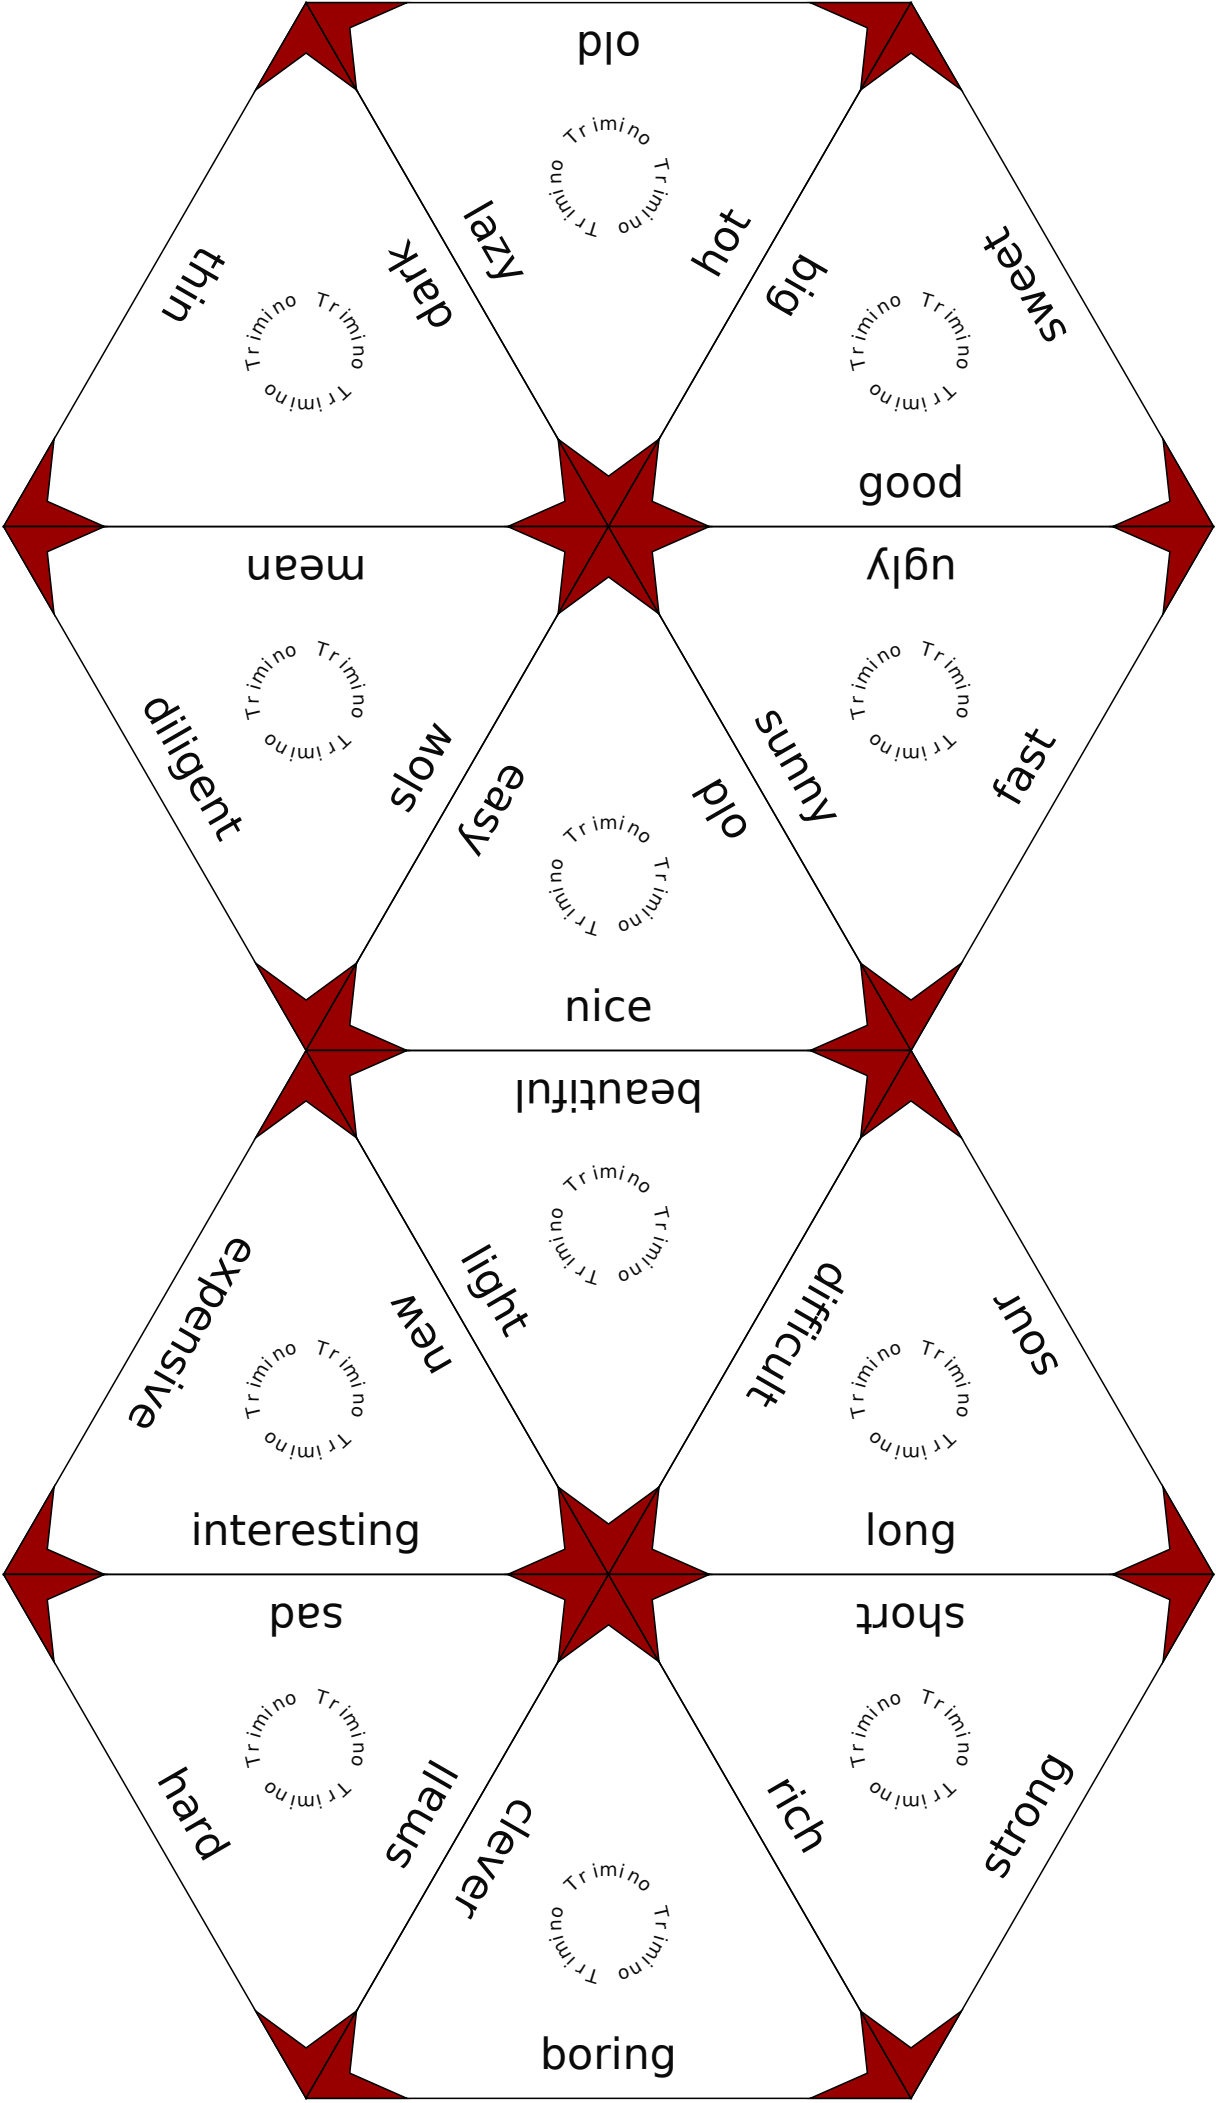 old
lazy
hot
Trimino Trimino Trimino
thin
dark
Trimino Trimino Trimino
big
sweet
good
Trimino Trimino Trimino
mean
diligent
slow
Trimino Trimino Trimino
easy
old
nice
Trimino Trimino Trimino
ugly
sunny
fast
Trimino Trimino Trimino
expensive
new
interesting
Trimino Trimino Trimino
beautiful
light
Trimino Trimino Trimino
difficult
sour
long
Trimino Trimino Trimino
sad
hard
small
Trimino Trimino Trimino
clever
boring
Trimino Trimino Trimino
short
rich
strong
Trimino Trimino Trimino